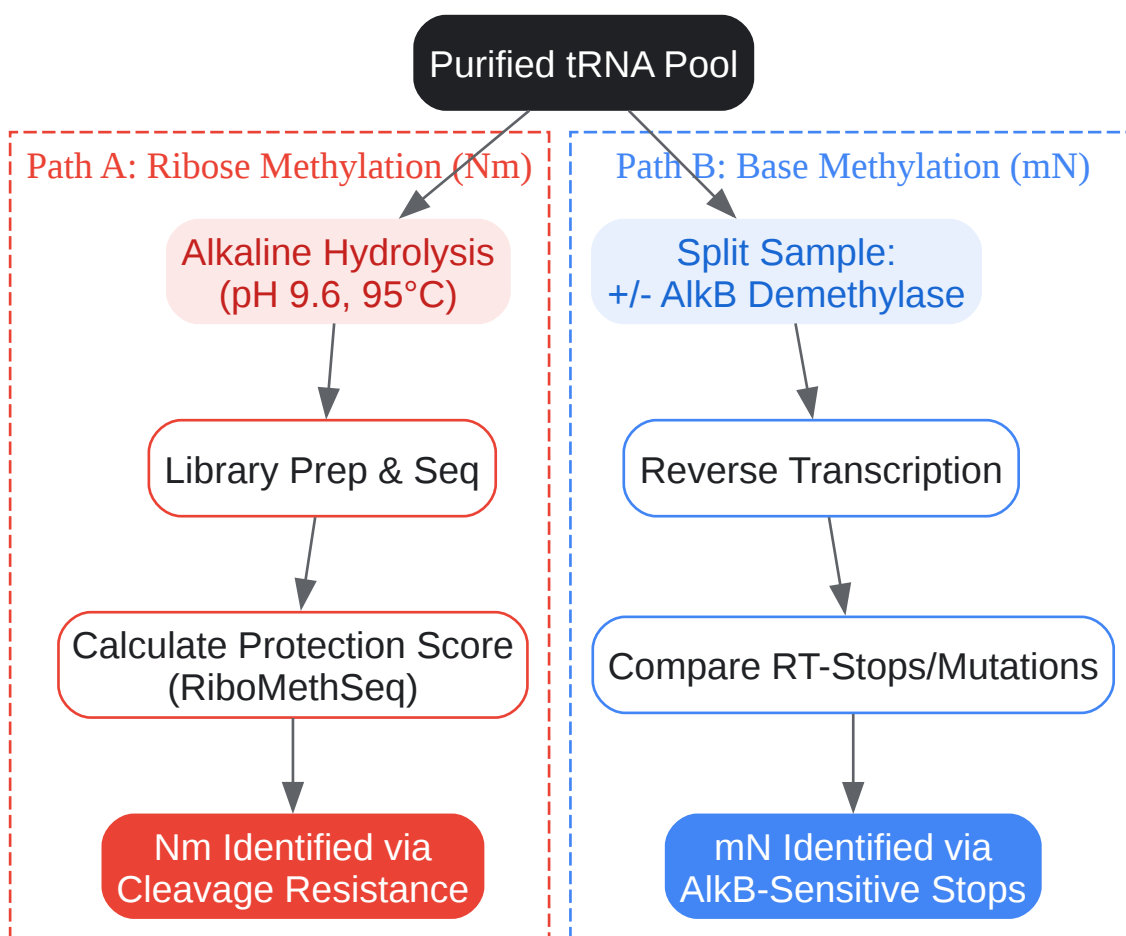 Purified tRNA Pool
Path A: Ribose Methylation (Nm)
Alkaline Hydrolysis
(pH 9.6, 95°C)
Library Prep & Seq
Calculate Protection Score
(RiboMethSeq)
Nm Identified via
Cleavage Resistance
Path B: Base Methylation (mN)
Split Sample:
+/- AlkB Demethylase
Reverse Transcription
Compare RT-Stops/Mutations
mN Identified via
AlkB-Sensitive Stops